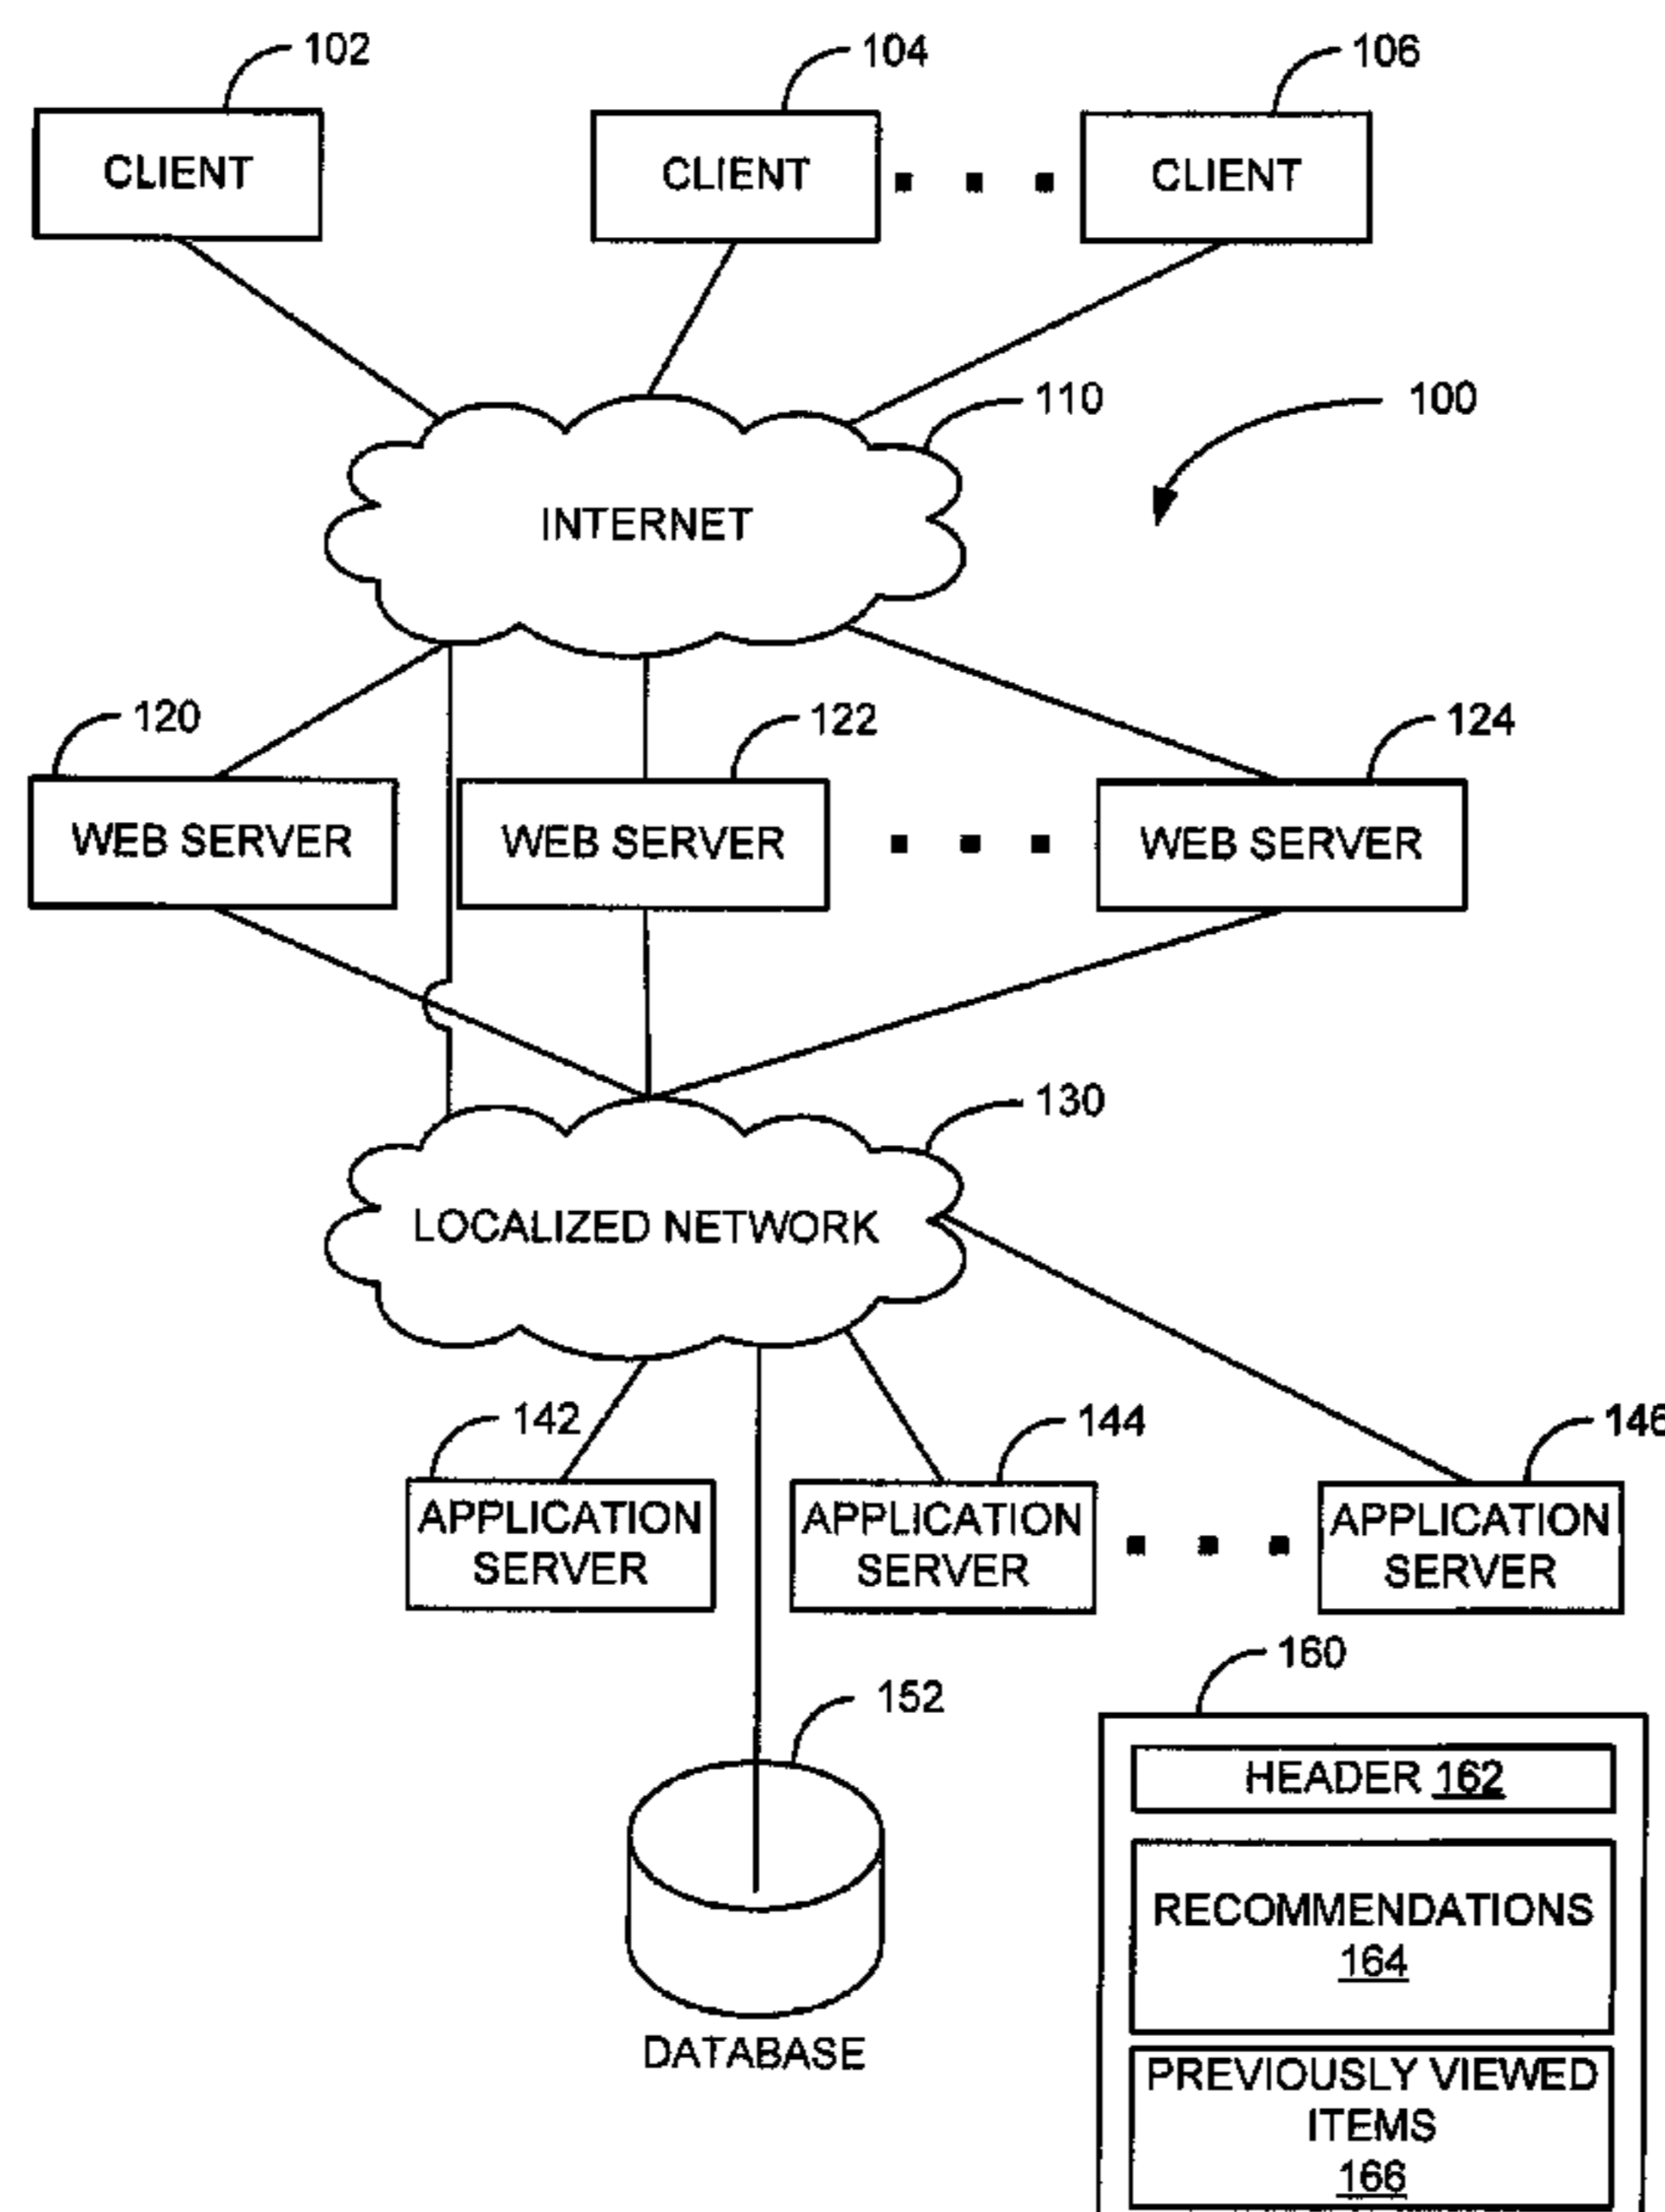 102
104
106
CLIENT
CLIENT
CLIENT
110
100
INTERNET
120
122
124
WEB SERVER
WEB SERVER
WEB SERVER
130
LOCALIZED NETWORK
142
144
146
APPLICATION
SERVER
APPLICATION
SERVER
APPLICATION
SERVER
160
152
HEADER 162
RECOMMENDATIONS
164
DATABASE
PREVIOUSLY VIEWED
ITEMS
166